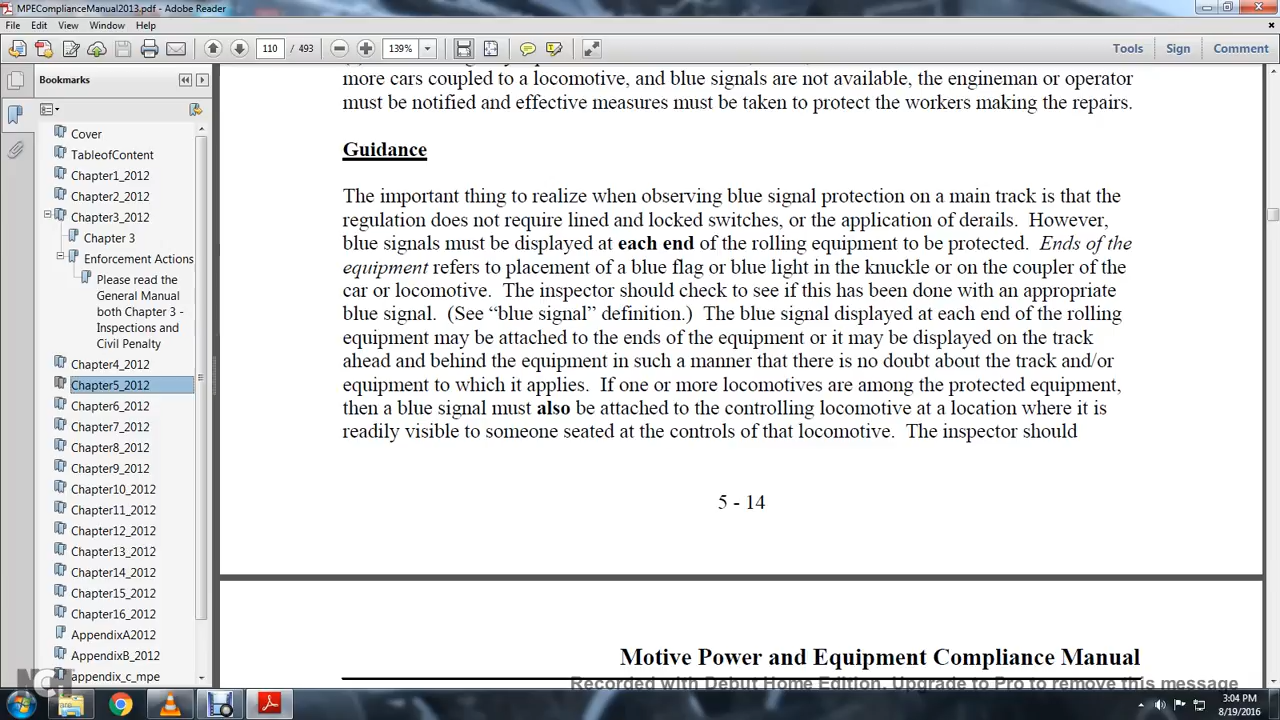 MPEComplianceManual2013.pdf - Adobe Reader
File Edit View Window Help
110 / 493 139% Tools Sign Comment
Bookmarks
Cover
TableofContent
Chapter1_2012
Chapter2_2012
Chapter3_2012
Chapter 3
Enforcement Actions
Please read the
General Manual
both Chapter 3 -
Inspections and
Civil Penalty
Chapter4_2012
Chapter5_2012
Chapter6_2012
Chapter7_2012
Chapter8_2012
Chapter9_2012
Chapter10_2012
Chapter11_2012
Chapter12_2012
Chapter13_2012
Chapter14_2012
Chapter15_2012
Chapter16_2012
AppendixA2012
AppendixB_2012
appendix_c_mpe
more cars coupled to a locomotive, and blue signals are not available, the engineman or operator
must be notified and effective measures must be taken to protect the workers making the repairs.
Guidance
The important thing to realize when observing blue signal protection on a main track is that the
regulation does not require lined and locked switches, or the application of derails. However,
blue signals must be displayed at each end of the rolling equipment to be protected. Ends of the
equipment refers to placement of a blue flag or blue light in the knuckle or on the coupler of the
car or locomotive. The inspector should check to see if this has been done with an appropriate
blue signal. (See “blue signal” definition.) The blue signal displayed at each end of the rolling
equipment may be attached to the ends of the equipment or it may be displayed on the track
ahead and behind the equipment in such a manner that there is no doubt about the track and/or
equipment to which it applies. If one or more locomotives are among the protected equipment,
then a blue signal must also be attached to the controlling locomotive at a location where it is
readily visible to someone seated at the controls of that locomotive. The inspector should
5 - 14
Motive Power and Equipment Compliance Manual
Recorded with Debut Home Edition. Upgrade to Pro to remove this message
3:04 PM
8/19/2016